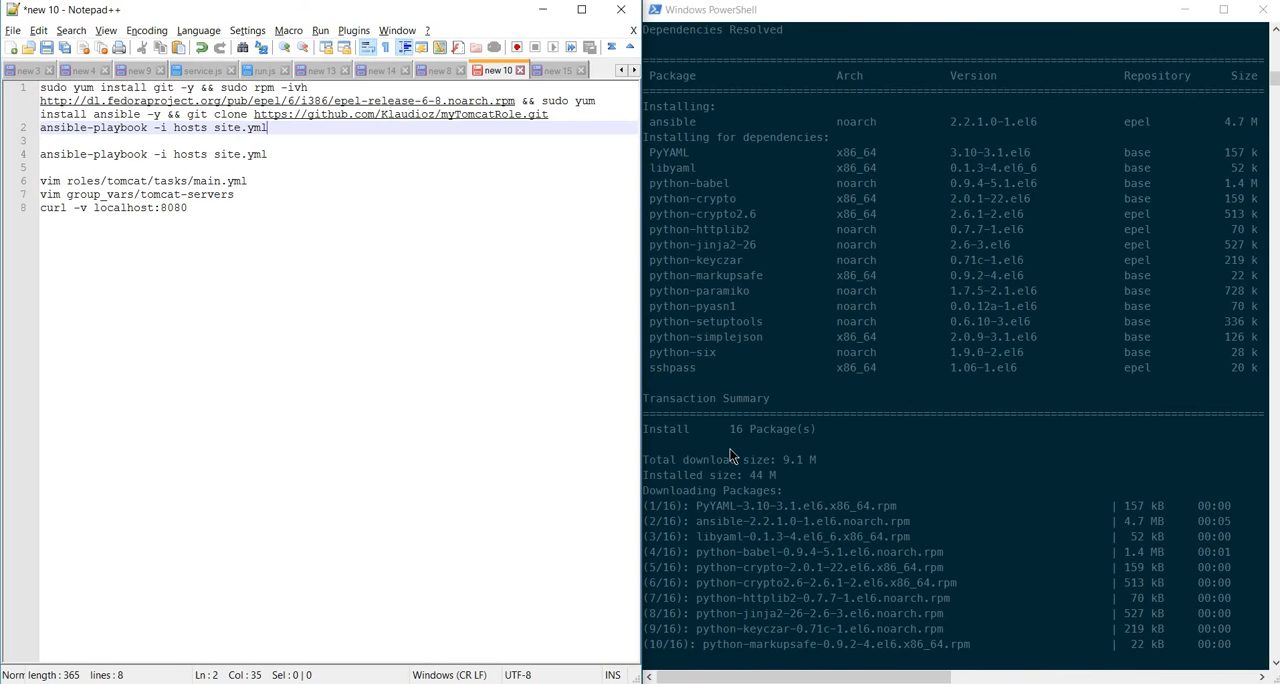 *new 10 - Notepad++
File Edit Search View Encoding Language Settings Macro Run Plugins Window ? X
new 3 new 4 new 9 service.js run.js new 13 new 14 new 8 new 10 new 15
1 sudo yum install git -y && sudo rpm -ivh
http://dl.fedoraproject.org/pub/epel/6/i386/epel-release-6-8.noarch.rpm && sudo yum
install ansible -y && git clone https://github.com/Klaudioz/myTomcatRole.git
2 ansible-playbook -i hosts site.yml
3
4 ansible-playbook -i hosts site.yml
5
6 vim roles/tomcat/tasks/main.yml
7 vim group_vars/tomcat-servers
8 curl -v localhost:8080
Norm length : 365 lines : 8 Ln : 2 Col : 35 Sel : 0 | 0 Windows (CR LF) UTF-8 INS
Windows PowerShell
Dependencies Resolved
Package Arch Version Repository Size
Installing:
ansible noarch 2.2.1.0-1.el6 epel 4.7 M
Installing for dependencies:
PyYAML x86_64 3.10-3.1.el6 base 157 k
libyaml x86_64 0.1.3-4.el6_6 base 52 k
python-babel noarch 0.9.4-5.1.el6 base 1.4 M
python-crypto x86_64 2.0.1-22.el6 base 159 k
python-crypto2.6 x86_64 2.6.1-2.el6 epel 513 k
python-httplib2 noarch 0.7.7-1.el6 epel 70 k
python-jinja2-26 noarch 2.6-3.el6 epel 527 k
python-keyczar noarch 0.71c-1.el6 epel 219 k
python-markupsafe x86_64 0.9.2-4.el6 base 22 k
python-paramiko noarch 1.7.5-2.1.el6 base 728 k
python-pyasn1 noarch 0.0.12a-1.el6 base 70 k
python-setuptools noarch 0.6.10-3.el6 base 336 k
python-simplejson x86_64 2.0.9-3.1.el6 base 126 k
python-six noarch 1.9.0-2.el6 base 28 k
sshpass x86_64 1.06-1.el6 epel 20 k
Transaction Summary
Install 16 Package(s)
Total download size: 9.1 M
Installed size: 44 M
Downloading Packages:
(1/16): PyYAML-3.10-3.1.el6.x86_64.rpm | 157 kB 00:00
(2/16): ansible-2.2.1.0-1.el6.noarch.rpm | 4.7 MB 00:05
(3/16): libyaml-0.1.3-4.el6_6.x86_64.rpm | 52 kB 00:00
(4/16): python-babel-0.9.4-5.1.el6.noarch.rpm | 1.4 MB 00:01
(5/16): python-crypto-2.0.1-22.el6.x86_64.rpm | 159 kB 00:00
(6/16): python-crypto2.6-2.6.1-2.el6.x86_64.rpm | 513 kB 00:00
(7/16): python-httplib2-0.7.7-1.el6.noarch.rpm | 70 kB 00:00
(8/16): python-jinja2-26-2.6-3.el6.noarch.rpm | 527 kB 00:00
(9/16): python-keyczar-0.71c-1.el6.noarch.rpm | 219 kB 00:00
(10/16): python-markupsafe-0.9.2-4.el6.x86_64.rpm | 22 kB 00:00